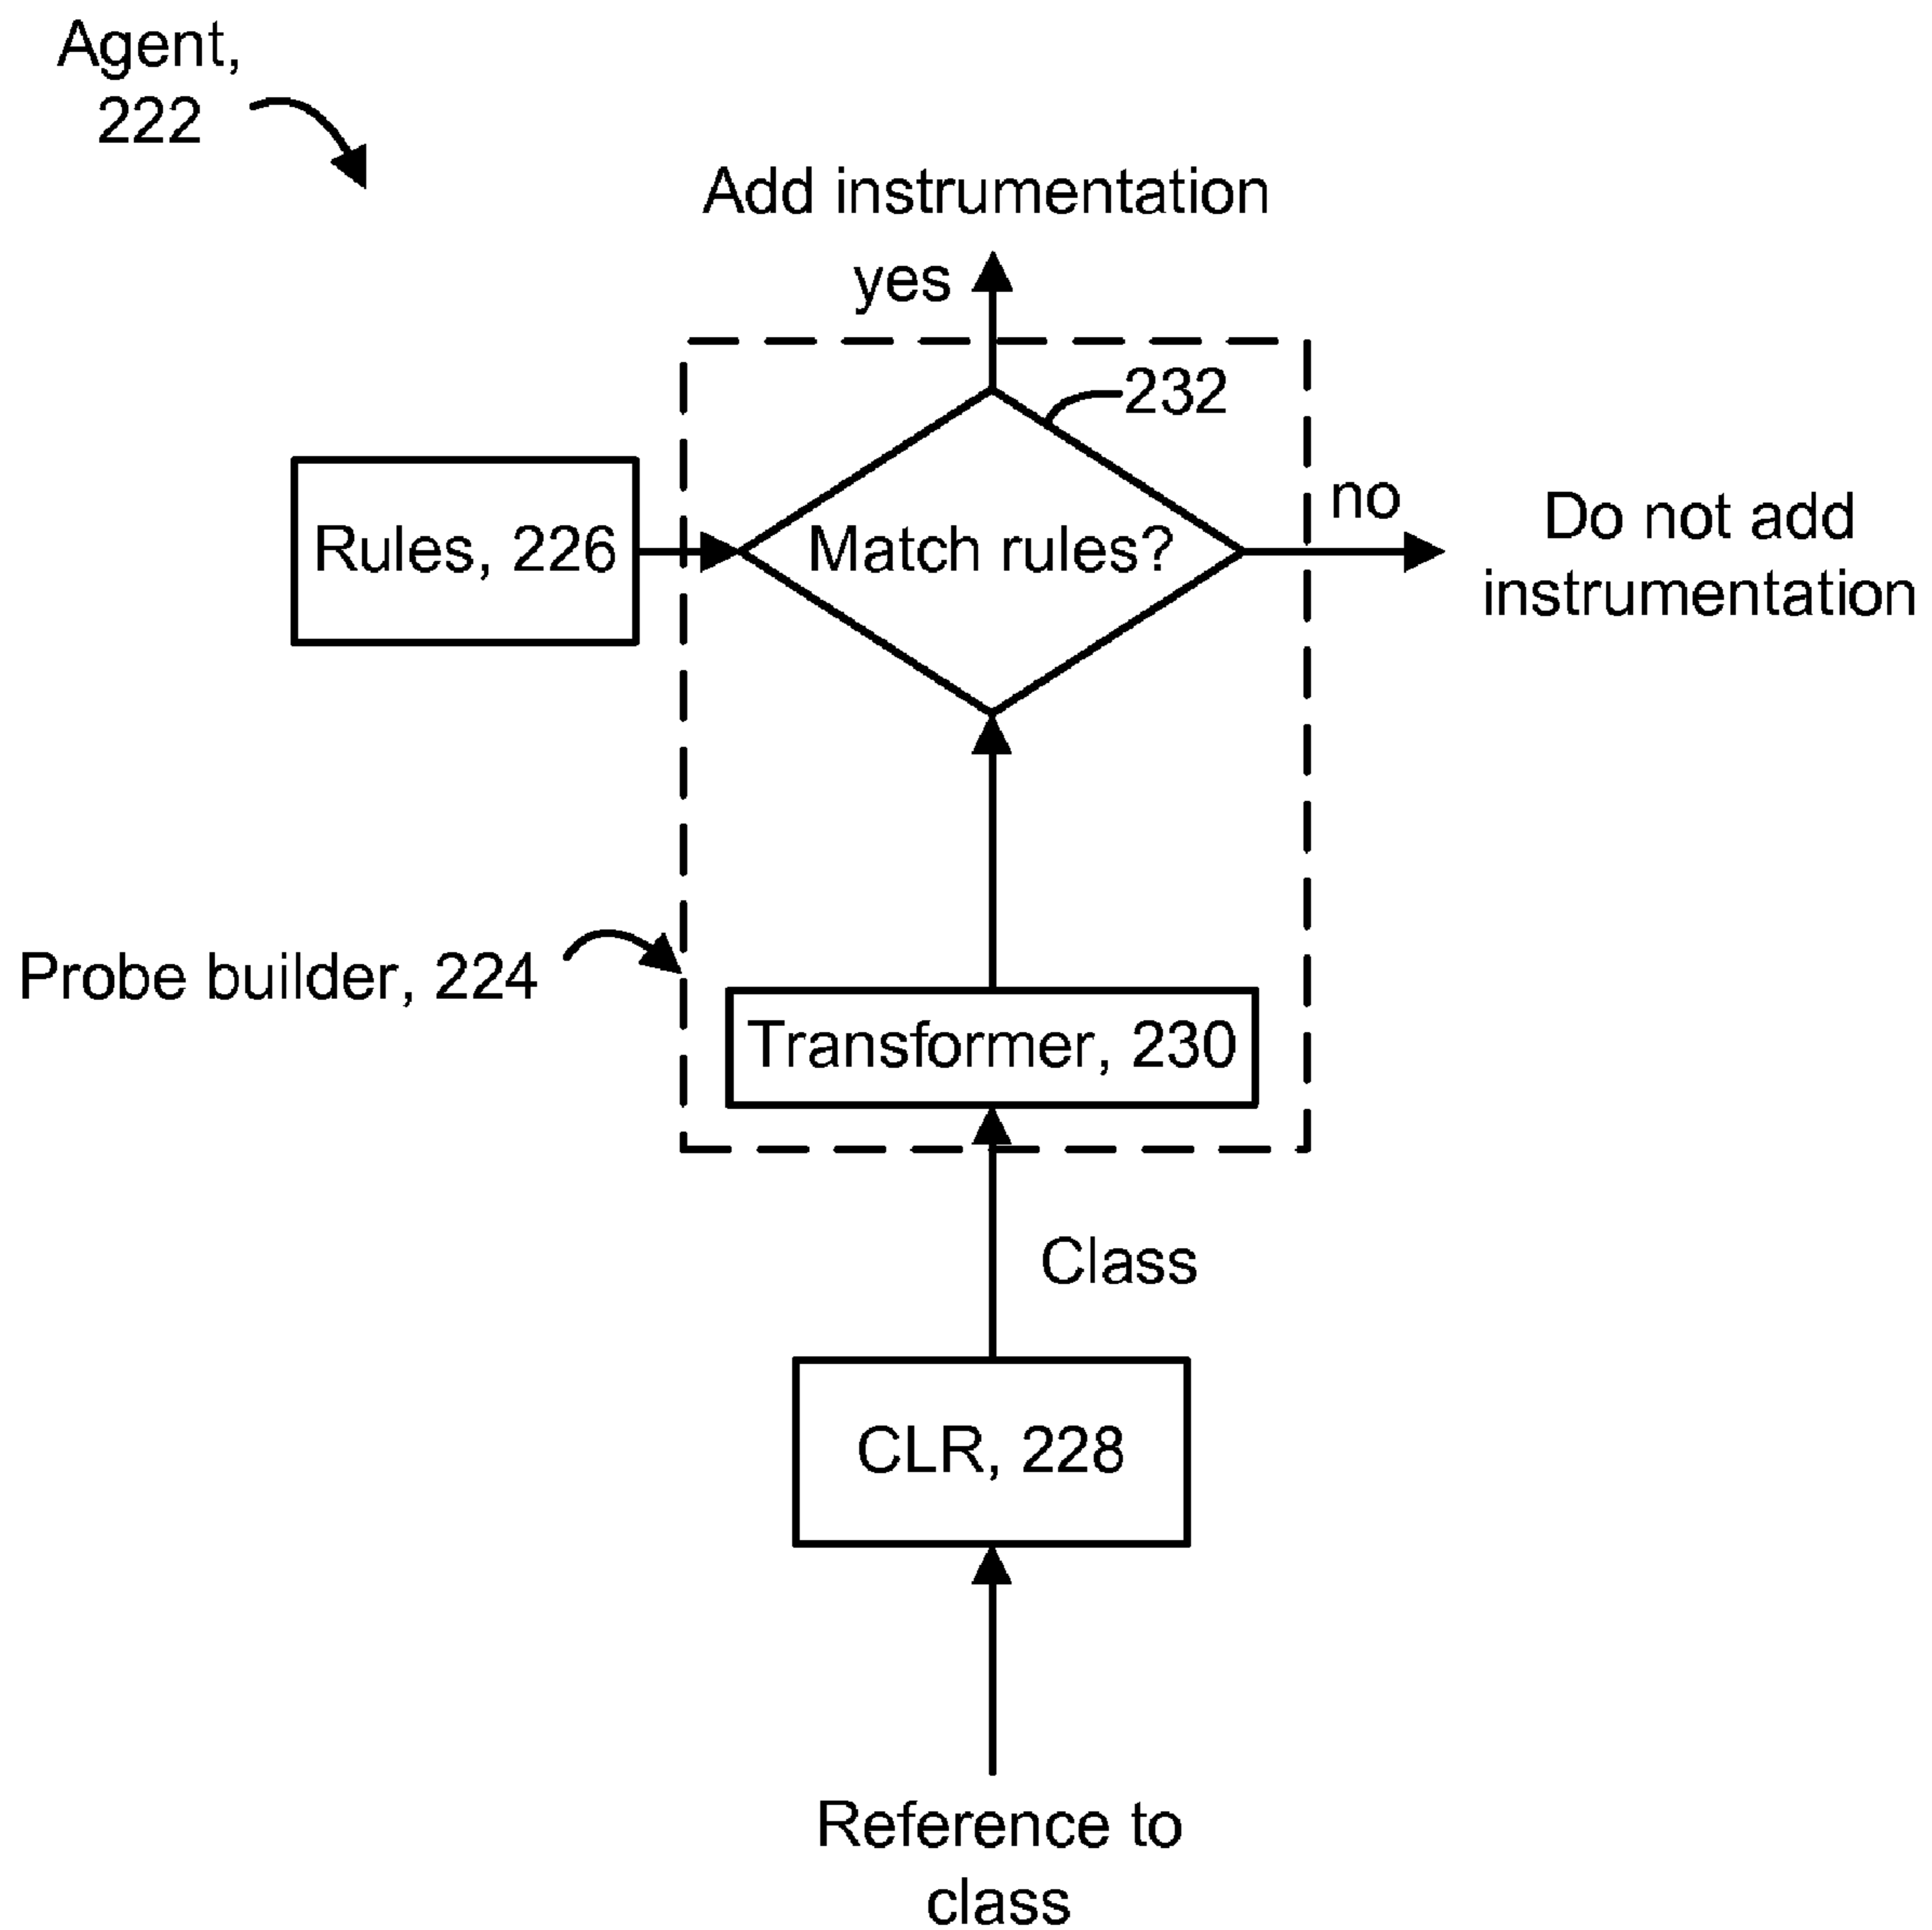 Agent,
222
Add instrumentation
yes
232
Rules, 226
Match rules?
no
Do not add
instrumentation
Probe builder, 224
Transformer, 230
Class
CLR, 228
Reference to
class